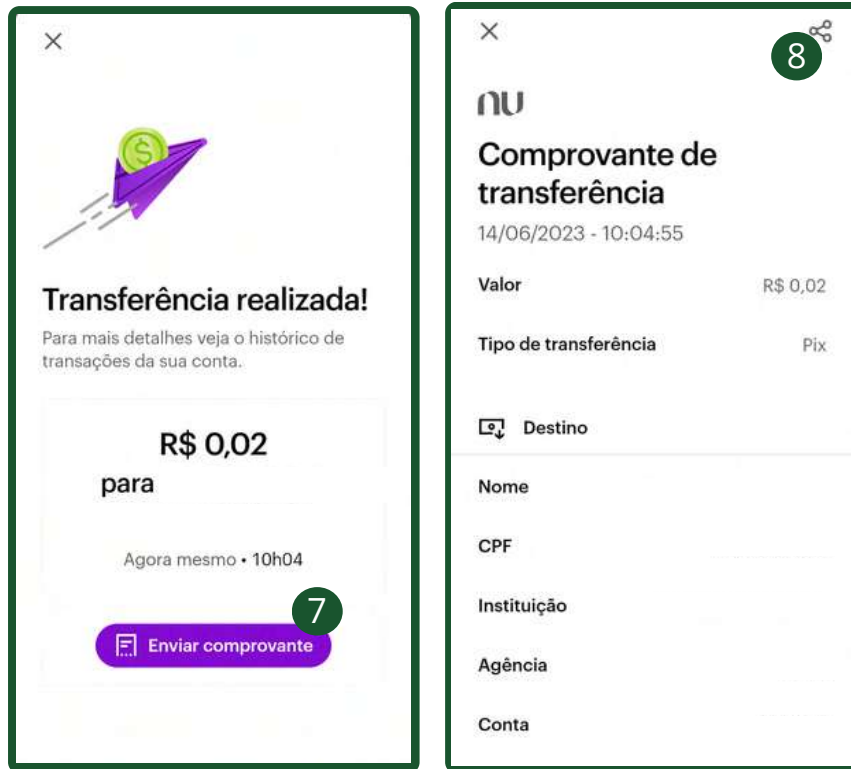 Transferência realizada!
Para mais detalhes veja o histórico de
transações da sua conta.
R$ 0,02
para
Agora mesmo • 10h04
7
Enviar comprovante
8
nu
Comprovante de
transferência
14/06/2023 - 10:04:55
Valor R$ 0,02
Tipo de transferência Pix
Destino
Nome
CPF
Instituição
Agência
Conta